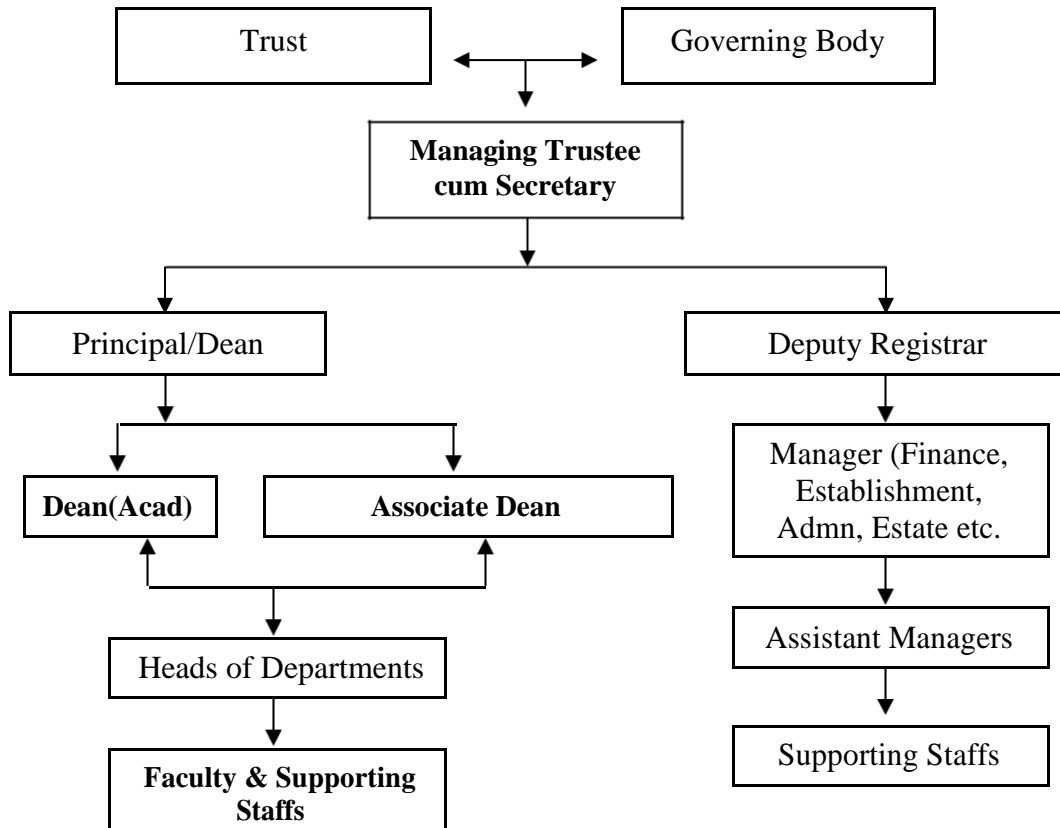 Trust
Governing Body
Managing Trustee
cum Secretary
Principal/Dean
Deputy Registrar
Dean(Acad)
Associate Dean
Manager (Finance,
Establishment,
Admn, Estate etc.
Heads of Departments
Assistant Managers
Faculty & Supporting
Staffs
Supporting Staffs